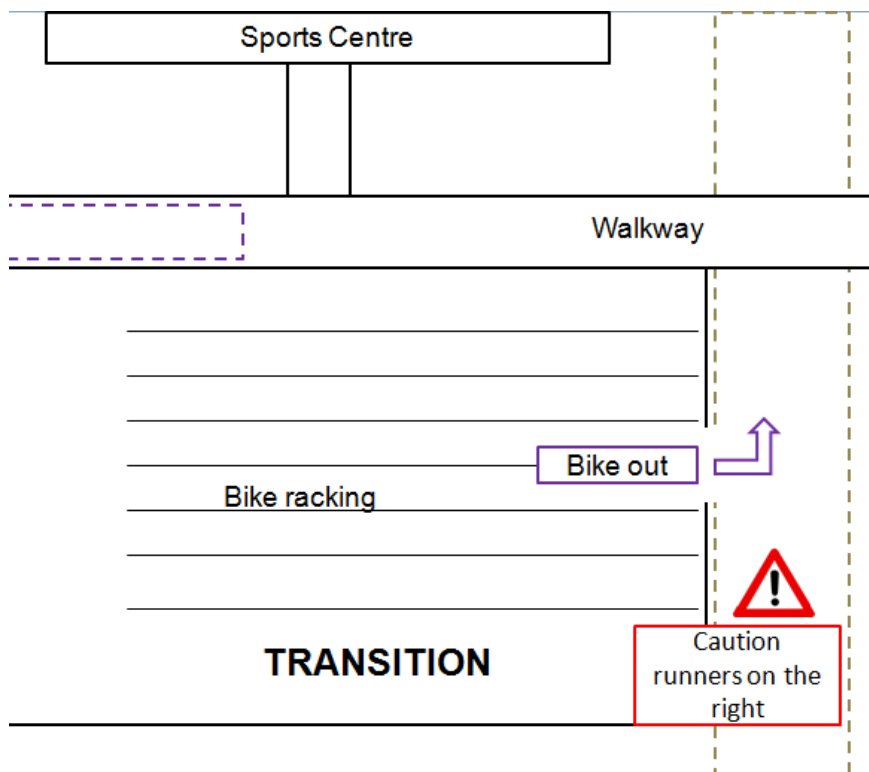 Sports Centre
Walkway
Bike out
Bike racking
TRANSITION
Caution
runners on the
right